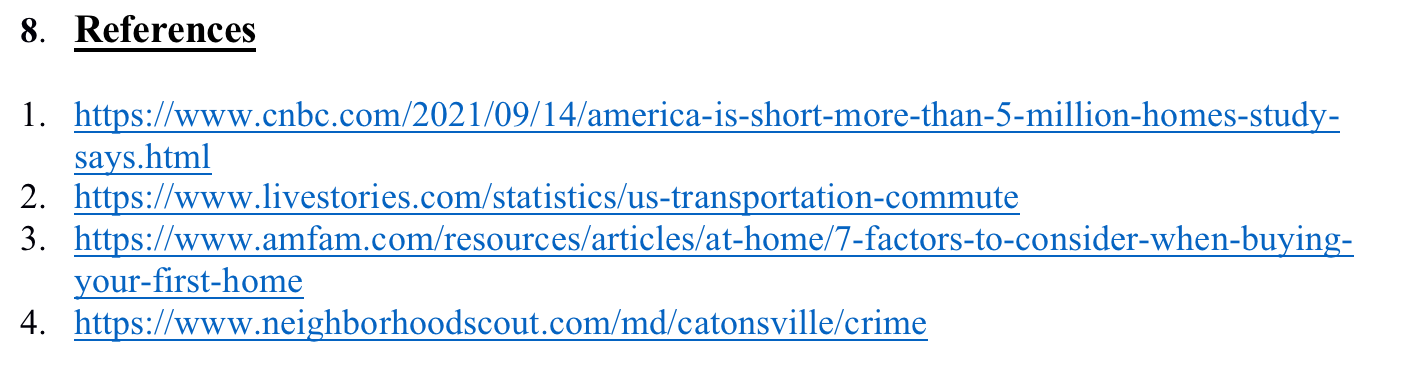 8. References
1. https://www.cnbc.com/2021/09/14/america-is-short-more-than-5-million-homes-study-
says.html
2. https://www.livestories.com/statistics/us-transportation-commute
3. https://www.amfam.com/resources/articles/at-home/7-factors-to-consider-when-buying-
your-first-home
4. https://www.neighborhoodscout.com/md/catonsville/crime